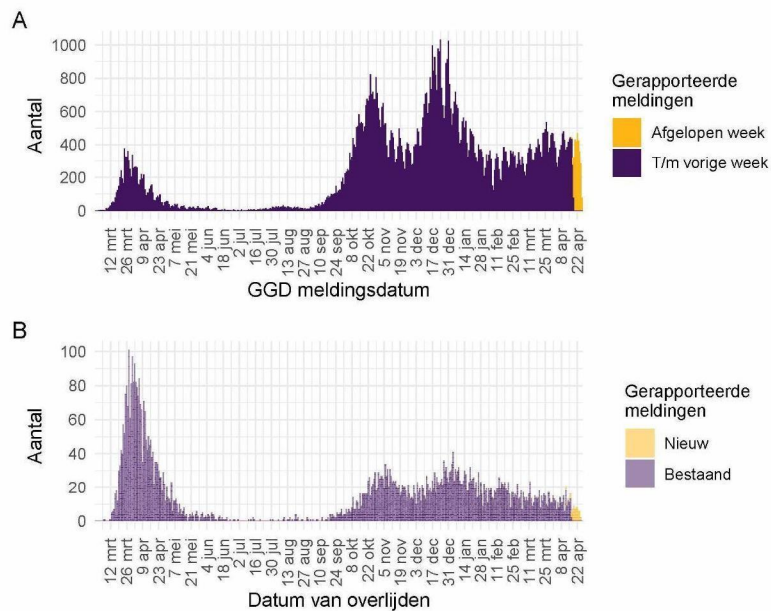 A
Aantal
1000
800
600
400
200
0
12 mrt
26 mrt
9 apr
23 apr
7 mei
21 mei
4 jun
18 jun
2 jul
16 jul
30 jul
13 aug
27 aug
10 sep
24 sep
8 okt
22 okt
5 nov
19 nov
3 dec
17 dec
31 dec
14 jan
28 jan
11 feb
25 feb
11 mrt
25 mrt
8 apr
22 apr
GGD meldingsdatum
Gerapporteerde
meldingen
Afgelopen week
T/m vorige week
B
Aantal
100
80
60
40
20
0
12 mrt
26 mrt
9 apr
23 apr
7 mei
21 mei
4 jun
18 jun
2 jul
16 jul
30 jul
13 aug
27 aug
10 sep
24 sep
8 okt
22 okt
5 nov
19 nov
3 dec
17 dec
31 dec
14 jan
28 jan
11 feb
25 feb
11 mrt
25 mrt
8 apr
22 apr
Datum van overlijden
Gerapporteerde
meldingen
Nieuw
Bestaand